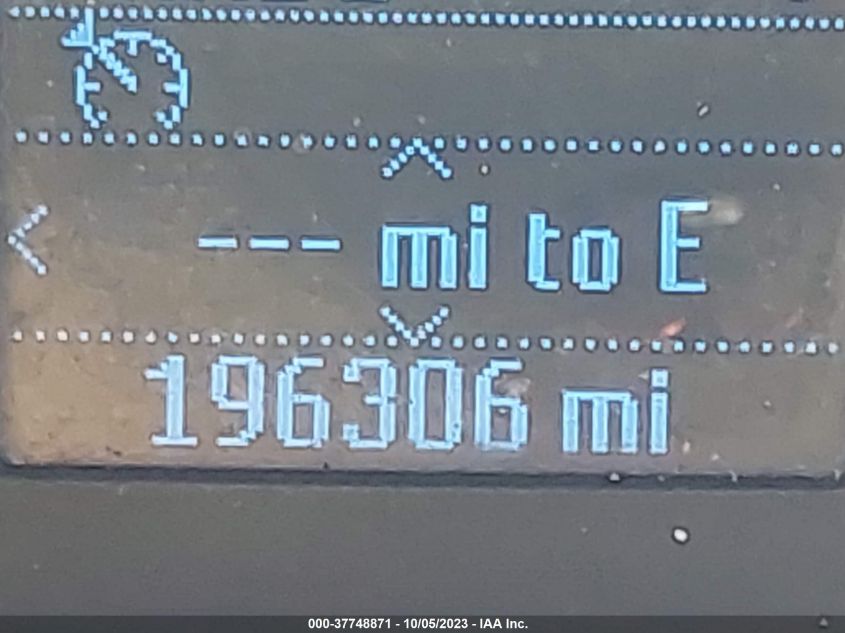 --- mi to E
196306 mi
000-37748871 - 10/05/2023 - IAA Inc.